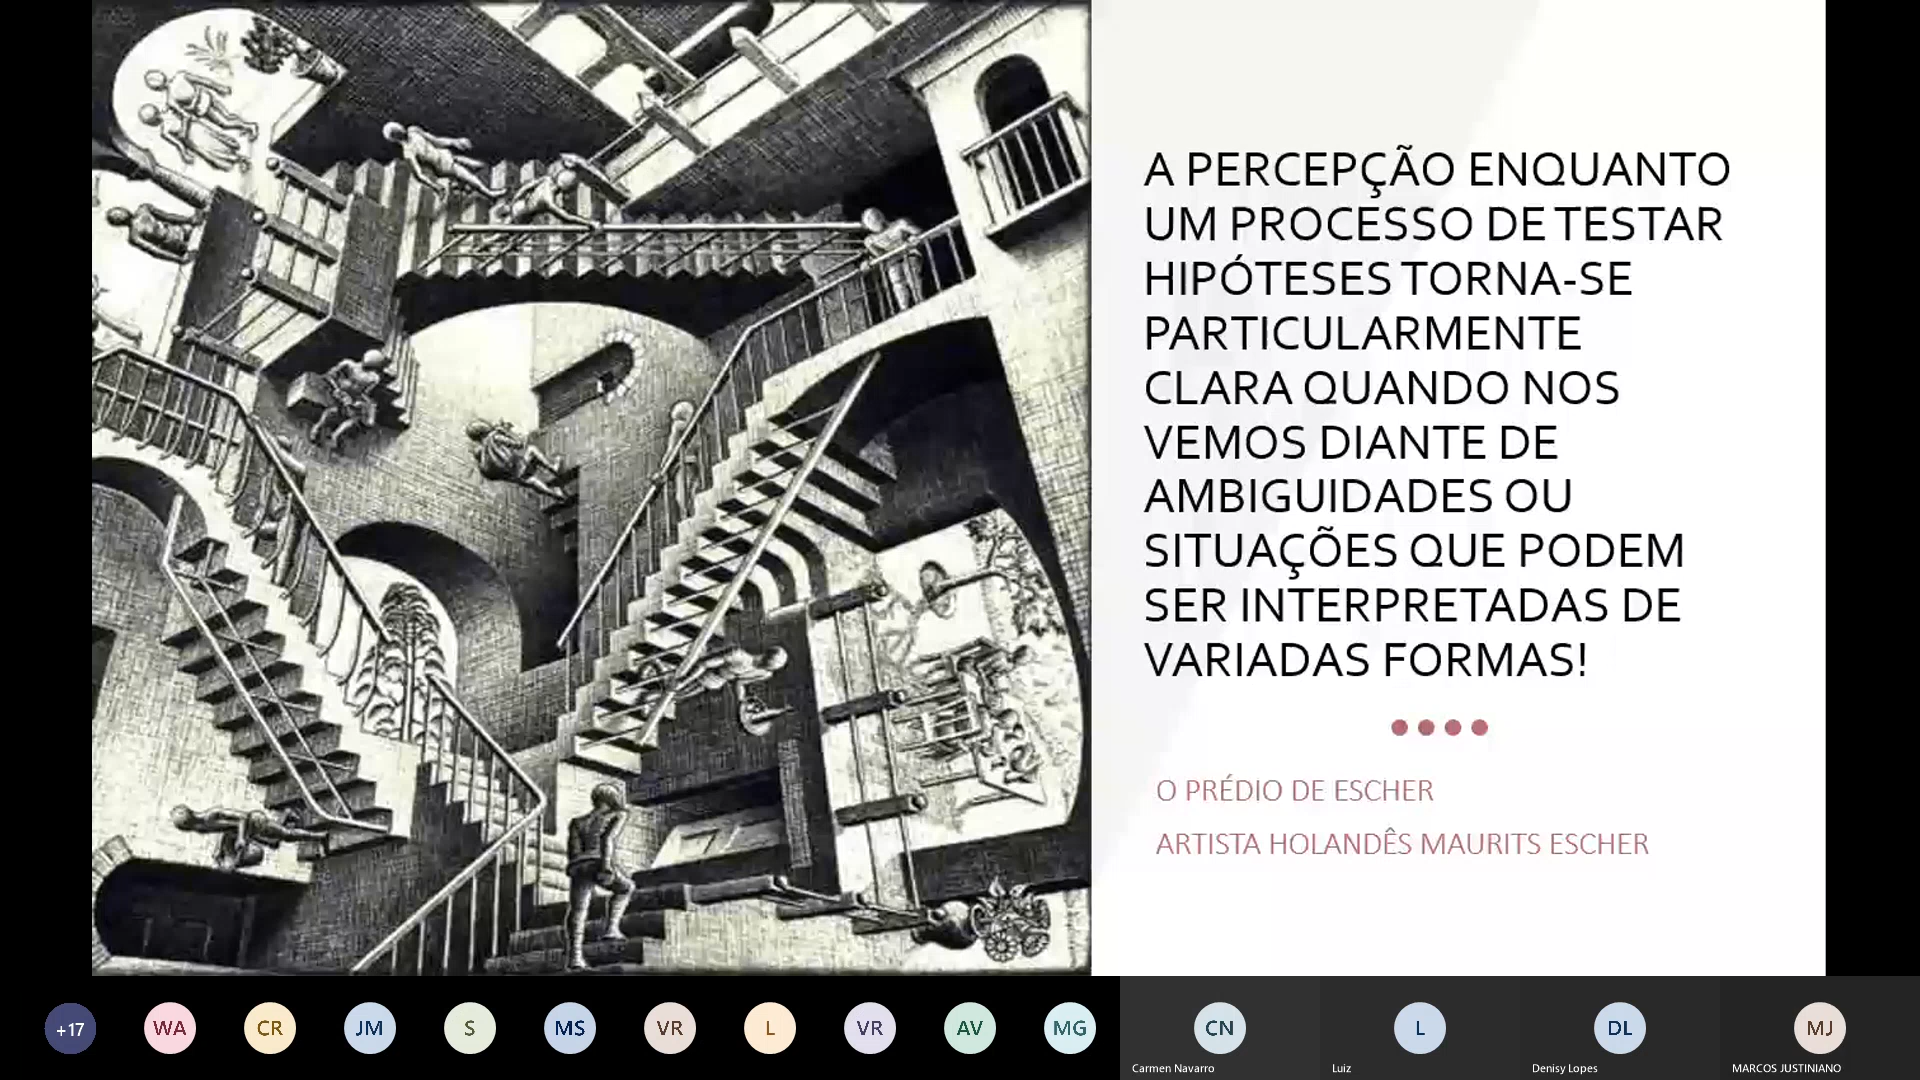 A PERCEPÇÃO ENQUANTO
UM PROCESSO DE TESTAR
HIPÓTESES TORNA-SE
PARTICULARMENTE
CLARA QUANDO NOS
VEMOS DIANTE DE
AMBIGUIDADES OU
SITUAÇÕES QUE PODEM
SER INTERPRETADAS DE
VARIADAS FORMAS!
O PRÉDIO DE ESCHER
ARTISTA HOLANDÊS MAURITS ESCHER
+17 WA CR JM S MS VR L VR AV MG CN L DL MJ
Carmen Navarro Luiz Denisy Lopes MARCOS JUSTINIANO